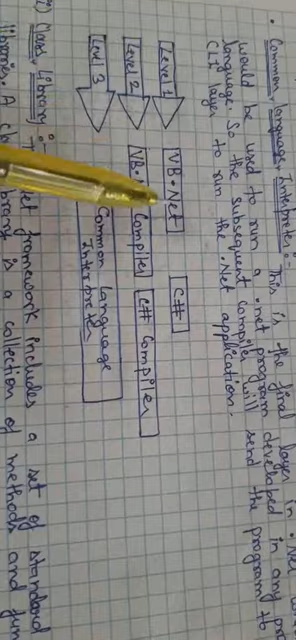 • Common Language Interpreter :- This is the final layer in .Net
would be used to run a .net program developed in any
language. So the subsequent compiler will send the program to
CLI layer to run the .Net application.
Level 1
VB.Net
C#
Level 2
VB. Compiler
C# Compiler
Level 3
Common Language
Interpreter
Class Library :- net framework includes a set of standard
libraries. A library is a collection of methods and